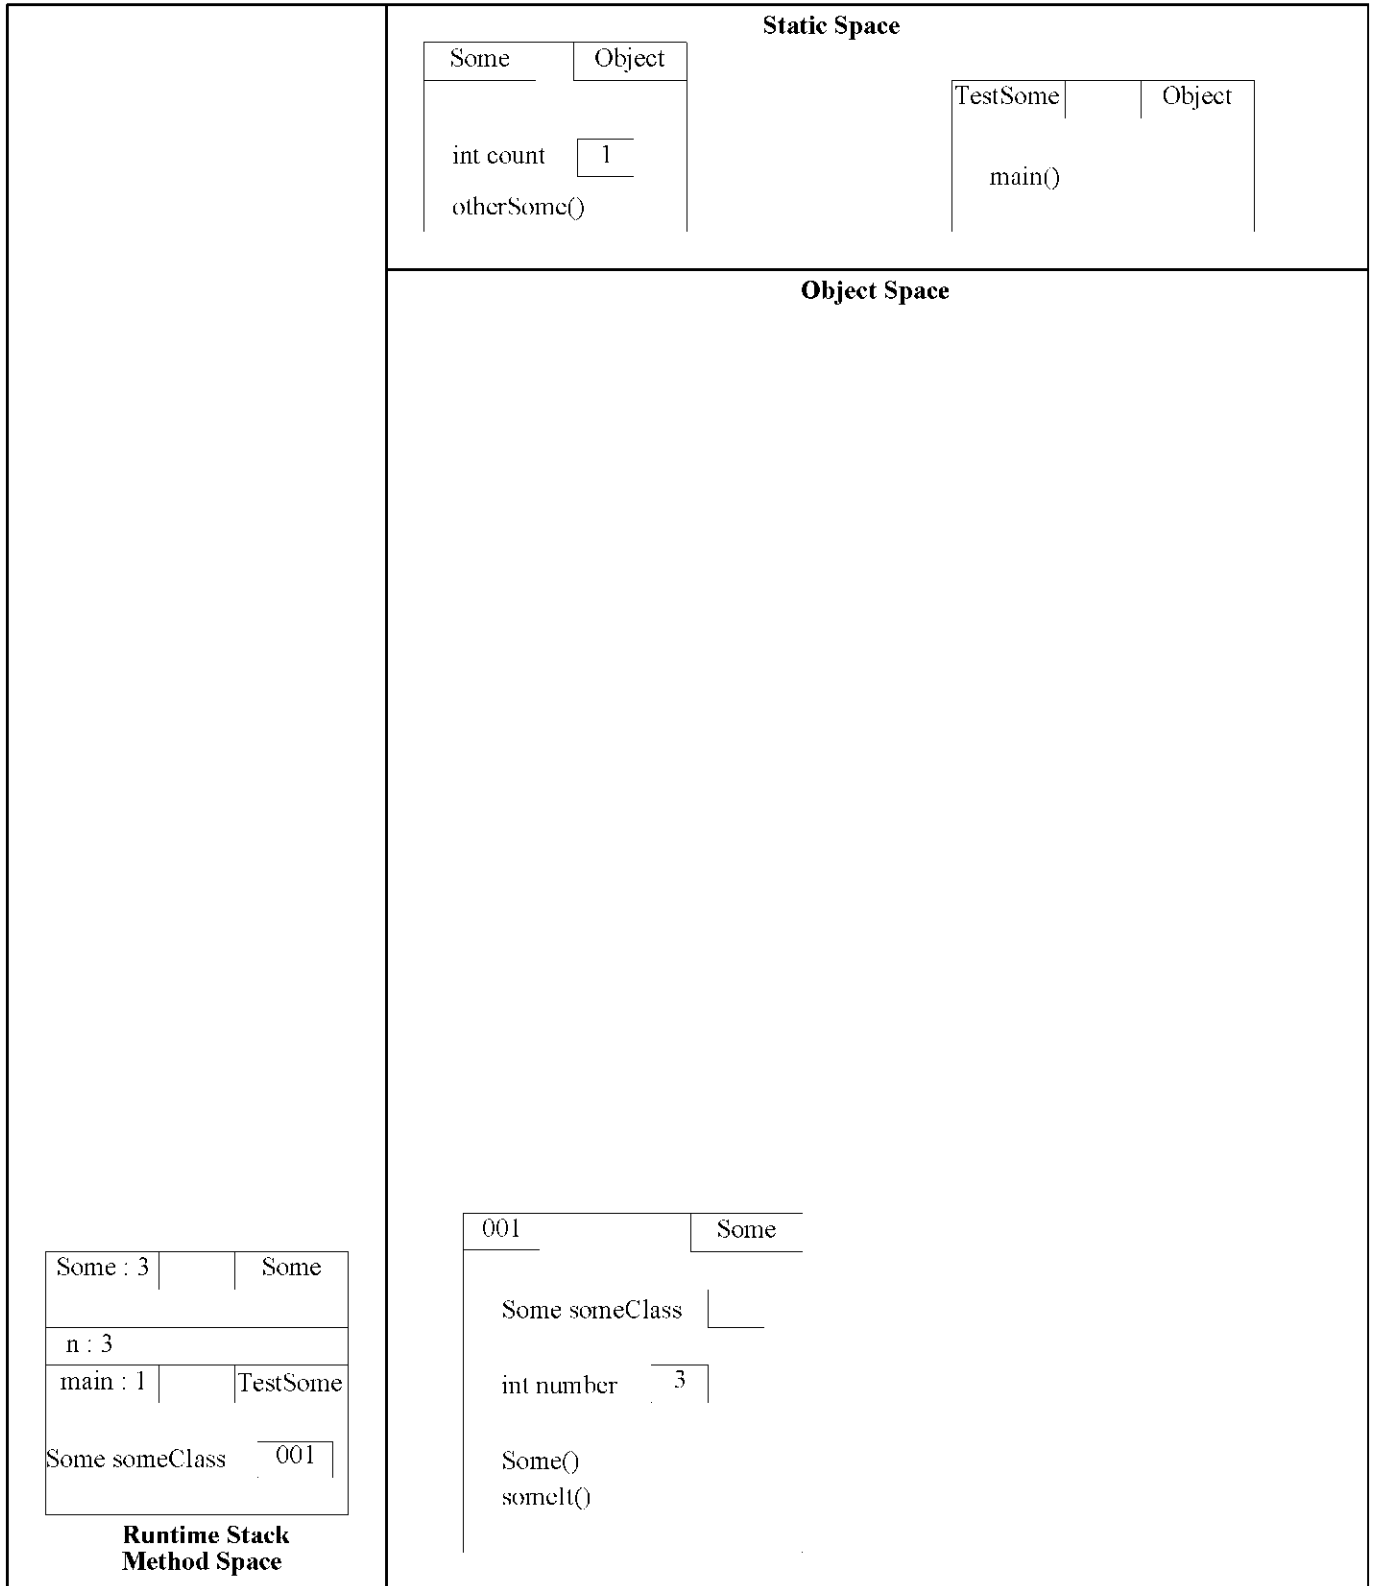 Static Space
Some Object
int count 1
otherSome()
TestSome Object
main()
Object Space
001 Some
Some someClass
int number 3
Some()
someIt()
Some : 3 Some
n : 3
main : 1 TestSome
Some someClass 001
Runtime Stack
Method Space